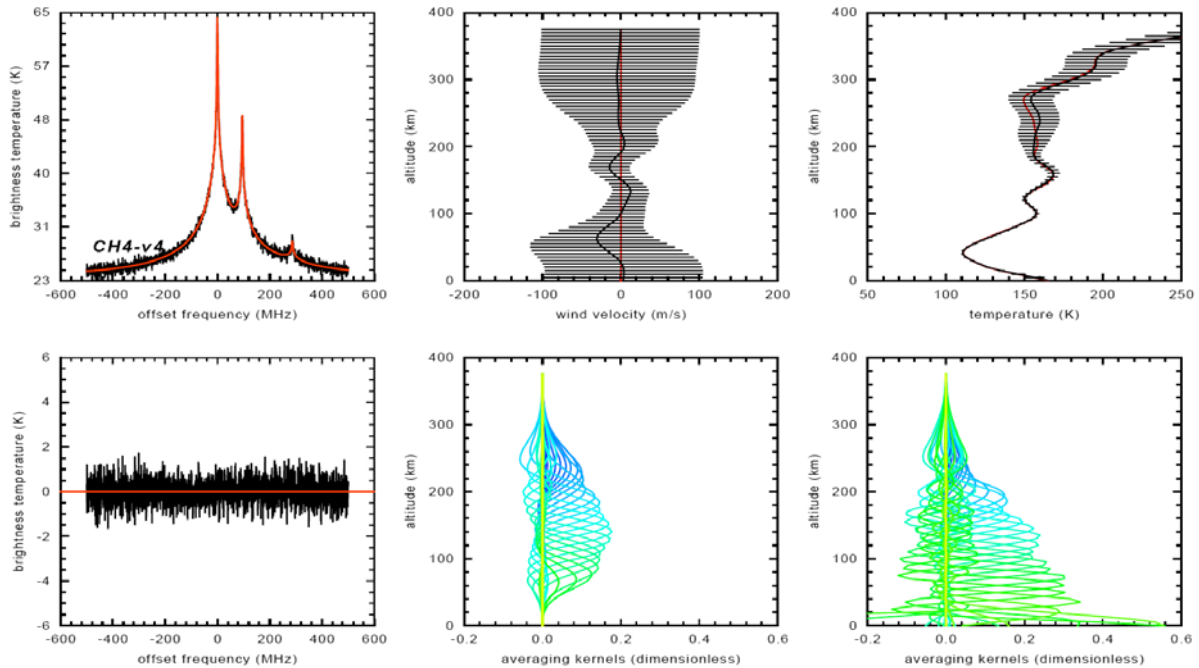 65
57
48
40
31
23
brightness temperature (K)
CH4-v4
-600 -400 -200 0 200 400 600
offset frequency (MHz)
400
300
200
100
0
altitude (km)
-200 -100 0 100 200
wind velocity (m/s)
400
300
200
100
0
altitude (km)
50 100 150 200 250
temperature (K)
6
4
2
0
-2
-4
-6
brightness temperature (K)
-600 -400 -200 0 200 400 600
offset frequency (MHz)
400
300
200
100
0
altitude (km)
-0.2 0.0 0.2 0.4 0.6
averaging kernels (dimensionless)
400
300
200
100
0
altitude (km)
-0.2 0.0 0.2 0.4 0.6
averaging kernels (dimensionless)